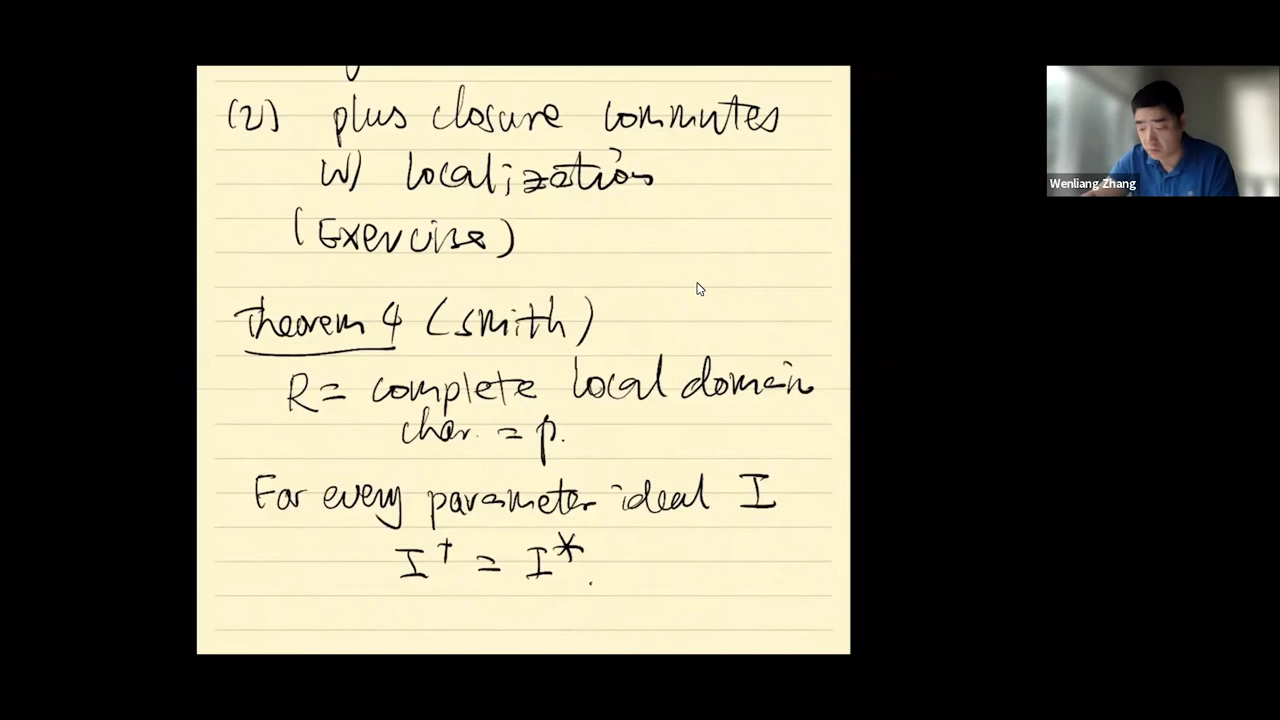 (2) plus closure commutes
w/ localization
(Exercise)
Theorem 4 (Smith)
R = complete local domain
char. = p.
For every parameter ideal I
I⁺ = I*.
Wenliang Zhang